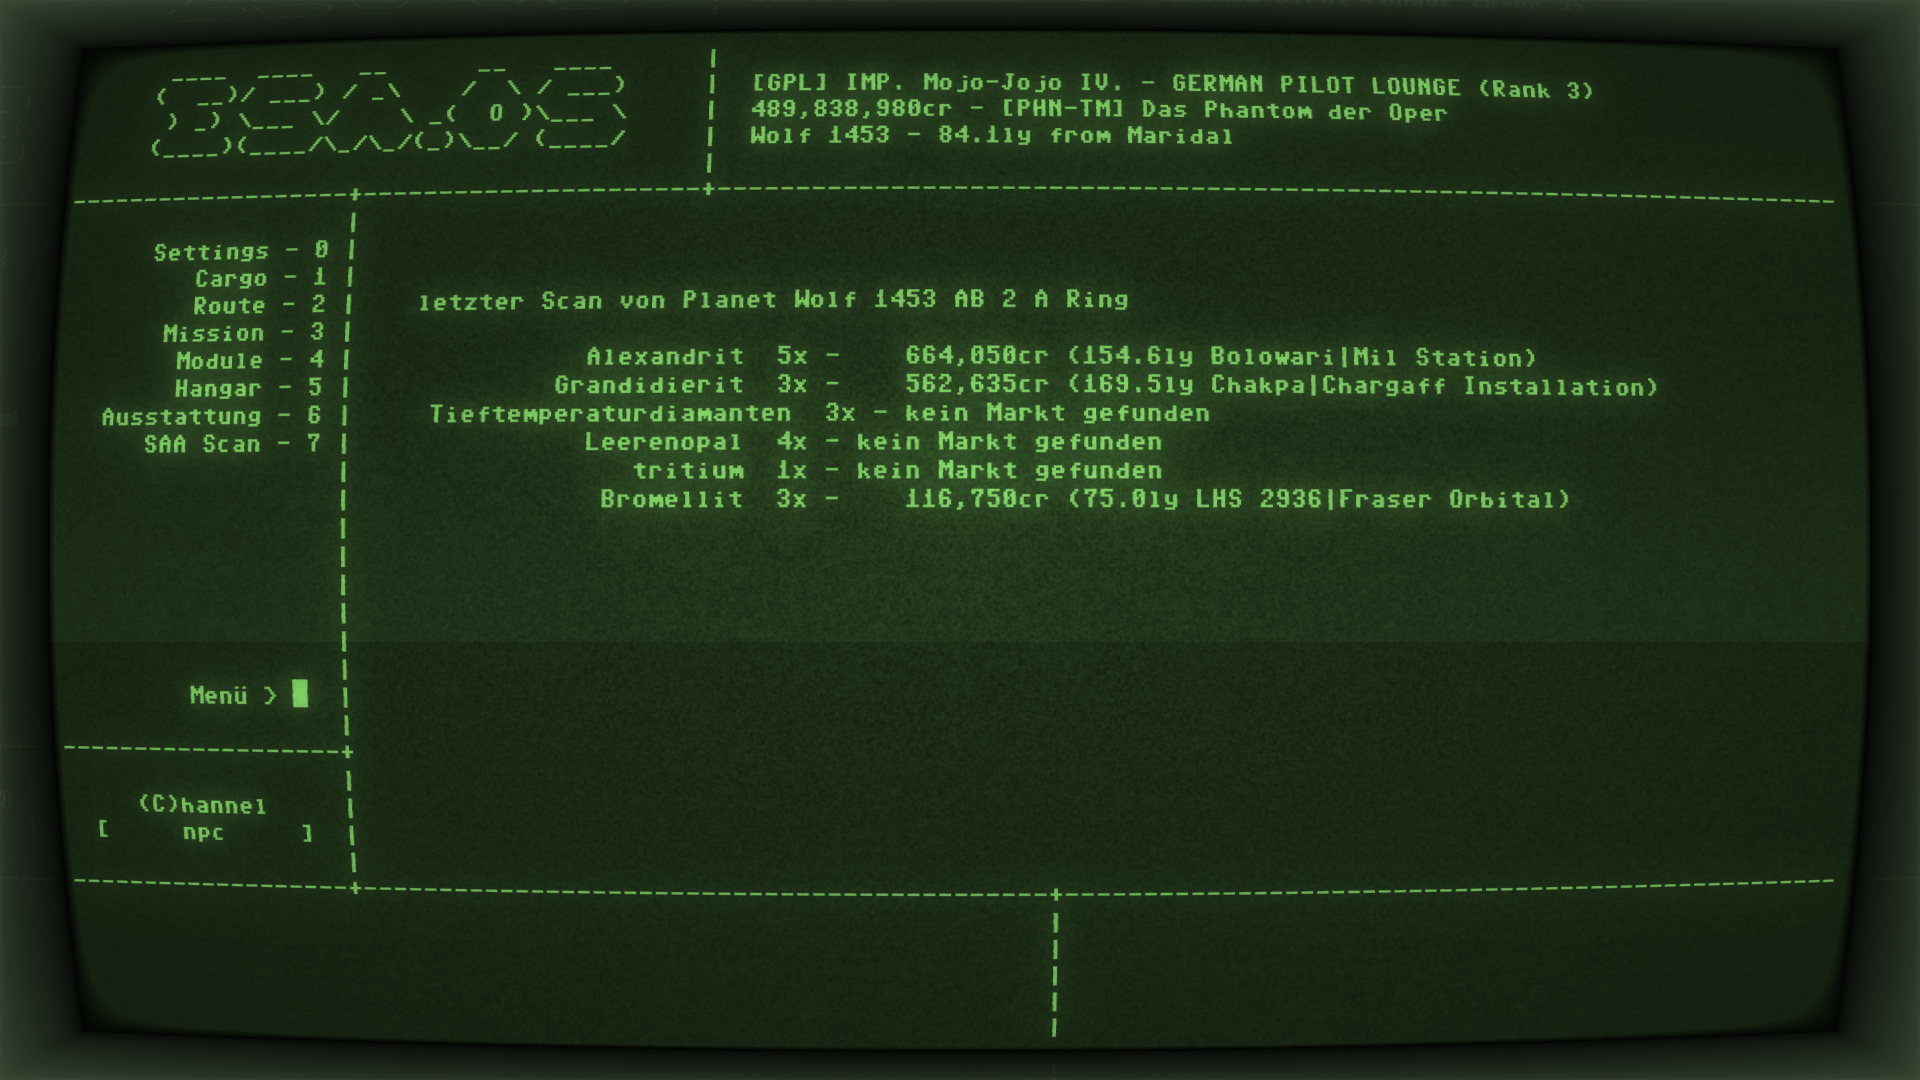 [GPL] IMP. Mojo-Jojo IV. - GERMAN PILOT LOUNGE (Rank 3)
489,838,980cr - [PHN-TM] Das Phantom der Oper
Wolf 1453 - 84.1ly from Maridal
Settings - 0
Cargo - 1
Route - 2
Mission - 3
Module - 4
Hangar - 5
Ausstattung - 6
SAA Scan - 7
letzter Scan von Planet Wolf 1453 AB 2 A Ring
Alexandrit 5x - 664,050cr (154.6ly Bolowari|Mil Station)
Grandidierit 3x - 562,635cr (169.5ly Chakpa|Chargaff Installation)
Tieftemperaturdiamanten 3x - kein Markt gefunden
Leerenopal 4x - kein Markt gefunden
tritium 1x - kein Markt gefunden
Bromellit 3x - 116,750cr (75.0ly LHS 2936|Fraser Orbital)
Menü >
(C)hannel
[ npc ]